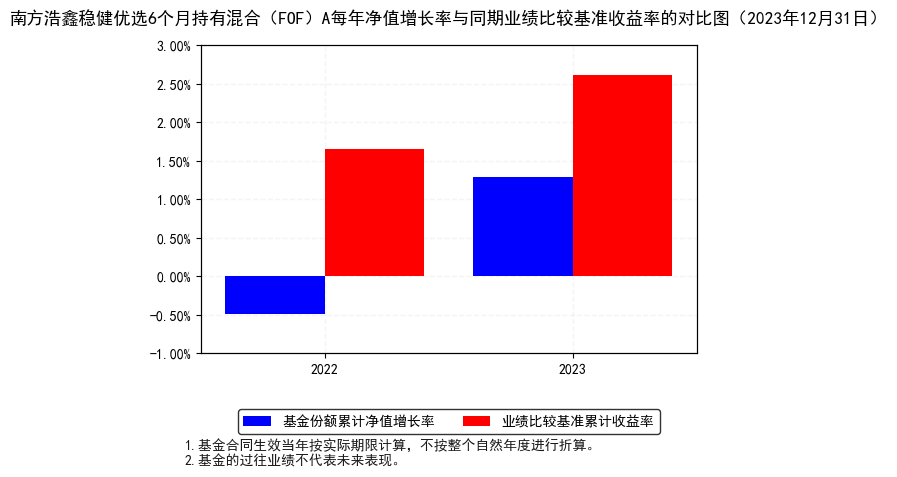 南方浩鑫稳健优选6个月持有混合（FOF）A每年净值增长率与同期业绩比较基准收益率的对比图（2023年12月31日）
3.00%
2.50%
2.00%
1.50%
1.00%
0.50%
0.00%
-0.50%
-1.00%
2022 2023
基金份额累计净值增长率 业绩比较基准累计收益率
1.基金合同生效当年按实际期限计算，不按整个自然年度进行折算。
2.基金的过往业绩不代表未来表现。